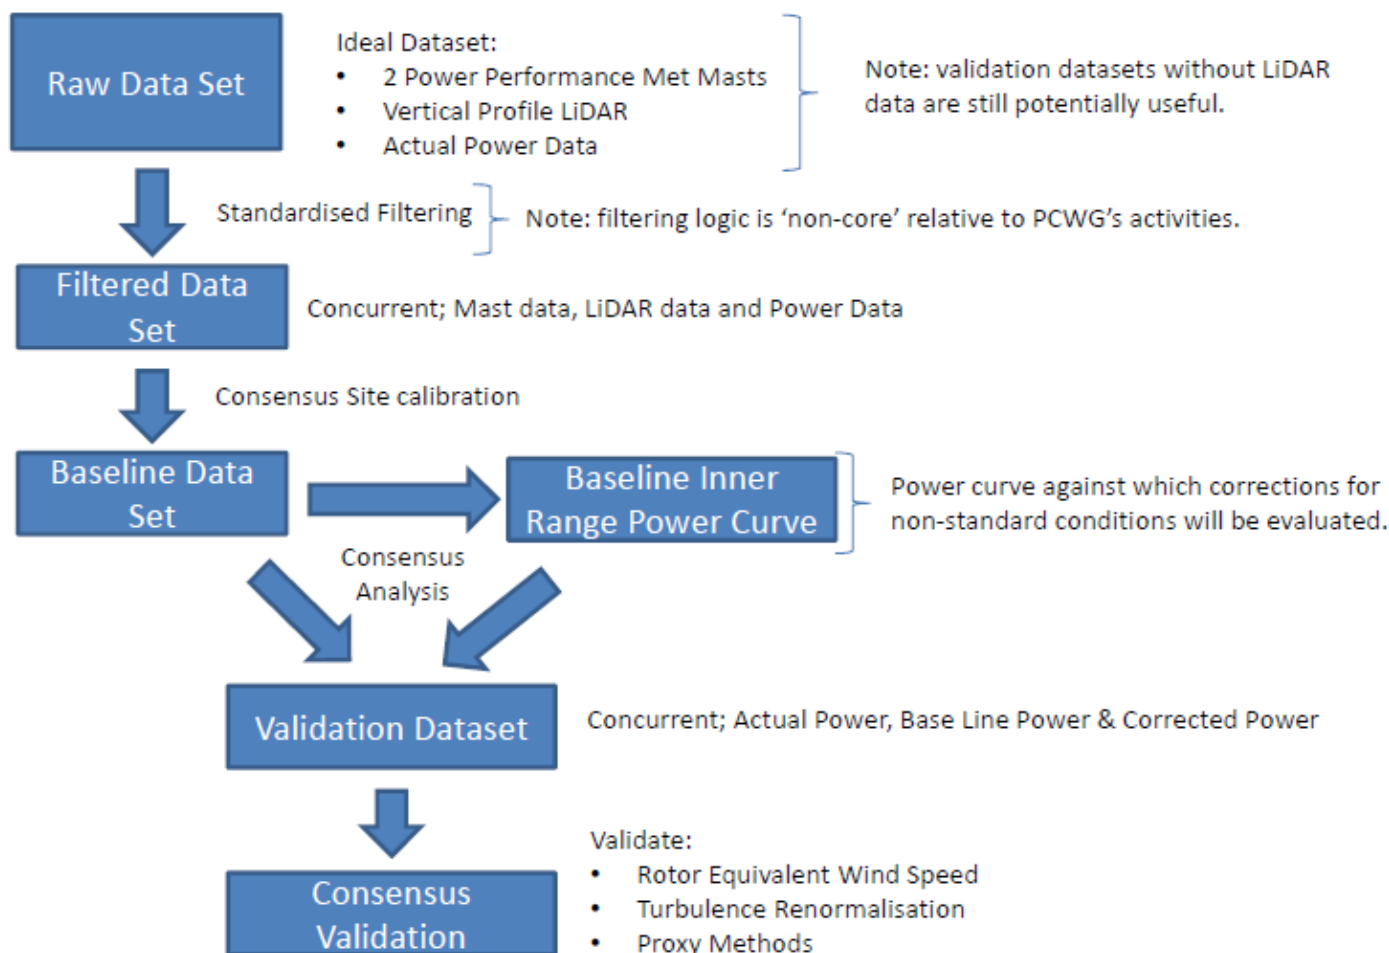 Raw Data Set
Ideal Dataset:
• 2 Power Performance Met Masts
• Vertical Profile LiDAR
• Actual Power Data
Note: validation datasets without LiDAR
data are still potentially useful.
Standardised Filtering
Note: filtering logic is ‘non-core’ relative to PCWG’s activities.
Filtered Data
Set
Concurrent; Mast data, LiDAR data and Power Data
Consensus Site calibration
Baseline Data
Set
Baseline Inner
Range Power Curve
Power curve against which corrections for
non-standard conditions will be evaluated.
Consensus
Analysis
Validation Dataset
Concurrent; Actual Power, Base Line Power & Corrected Power
Consensus
Validation
Validate:
• Rotor Equivalent Wind Speed
• Turbulence Renormalisation
• Proxy Methods